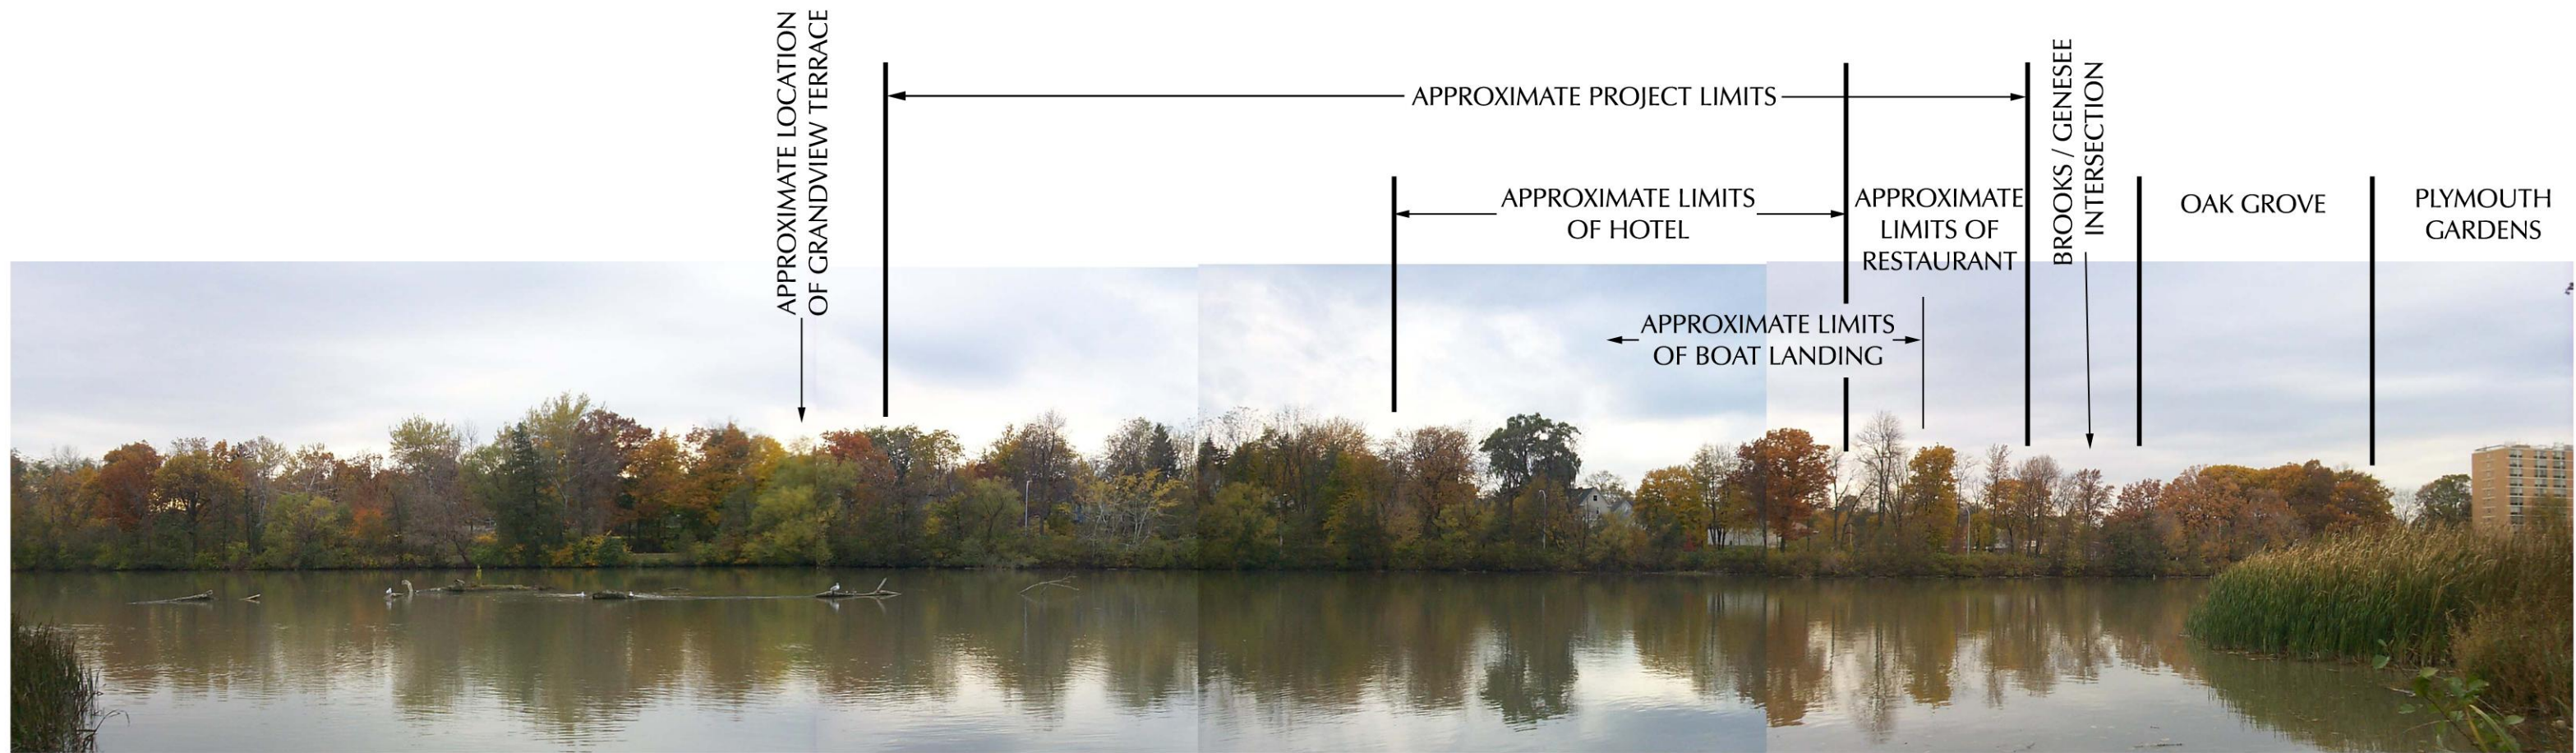 APPROXIMATE LOCATION
OF GRANDVIEW TERRACE
APPROXIMATE PROJECT LIMITS
APPROXIMATE LIMITS
OF HOTEL
APPROXIMATE LIMITS
OF BOAT LANDING
APPROXIMATE
LIMITS OF
RESTAURANT
BROOKS / GENESEE
INTERSECTION
OAK GROVE
PLYMOUTH
GARDENS